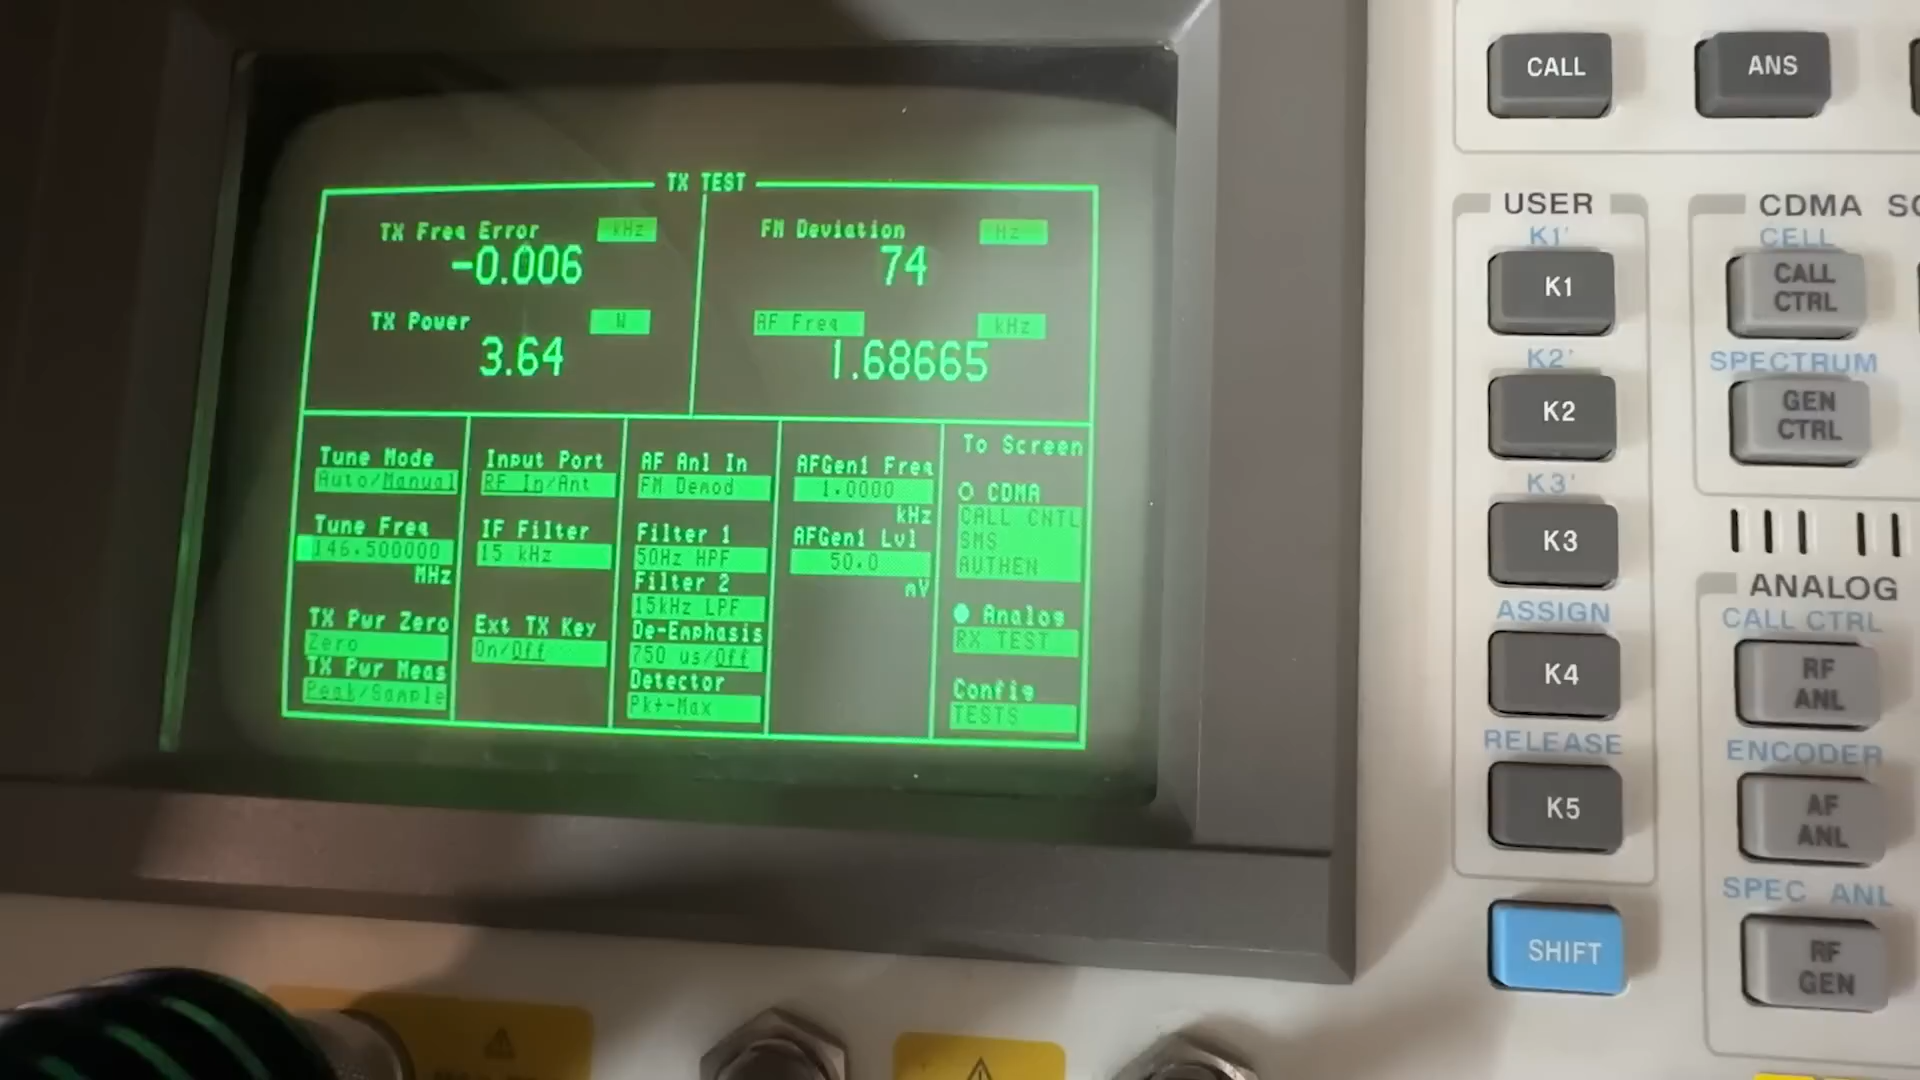 TX TEST
TX Freq Error kHz
-0.006
TX Power W
3.64
FM Deviation Hz
74
AF Freq kHz
1.68665
Tune Mode
Auto/Manual
Tune Freq
146.500000
MHz
TX Pwr Zero
Zero
TX Pwr Meas
Peak/Sample
Input Port
RF In/Ant
IF Filter
15 kHz
Ext TX Key
On/Off
AF Anl In
FM Demod
Filter 1
50Hz HPF
Filter 2
15kHz LPF
De-Emphasis
750 us/Off
Detector
Pk+-Max
AFGen1 Freq
1.0000
kHz
AFGen1 Lvl
50.0
mV
To Screen
CDMA
CALL CNTL
SMS
AUTHEN
Analog
RX TEST
Config
TESTS
CALL
ANS
USER
K1'
K1
K2'
K2
K3'
K3
ASSIGN
K4
RELEASE
K5
SHIFT
CDMA
CELL
CALL
CTRL
SPECTRUM
GEN
CTRL
ANALOG
CALL CTRL
RF
ANL
ENCODER
AF
ANL
SPEC ANL
RF
GEN